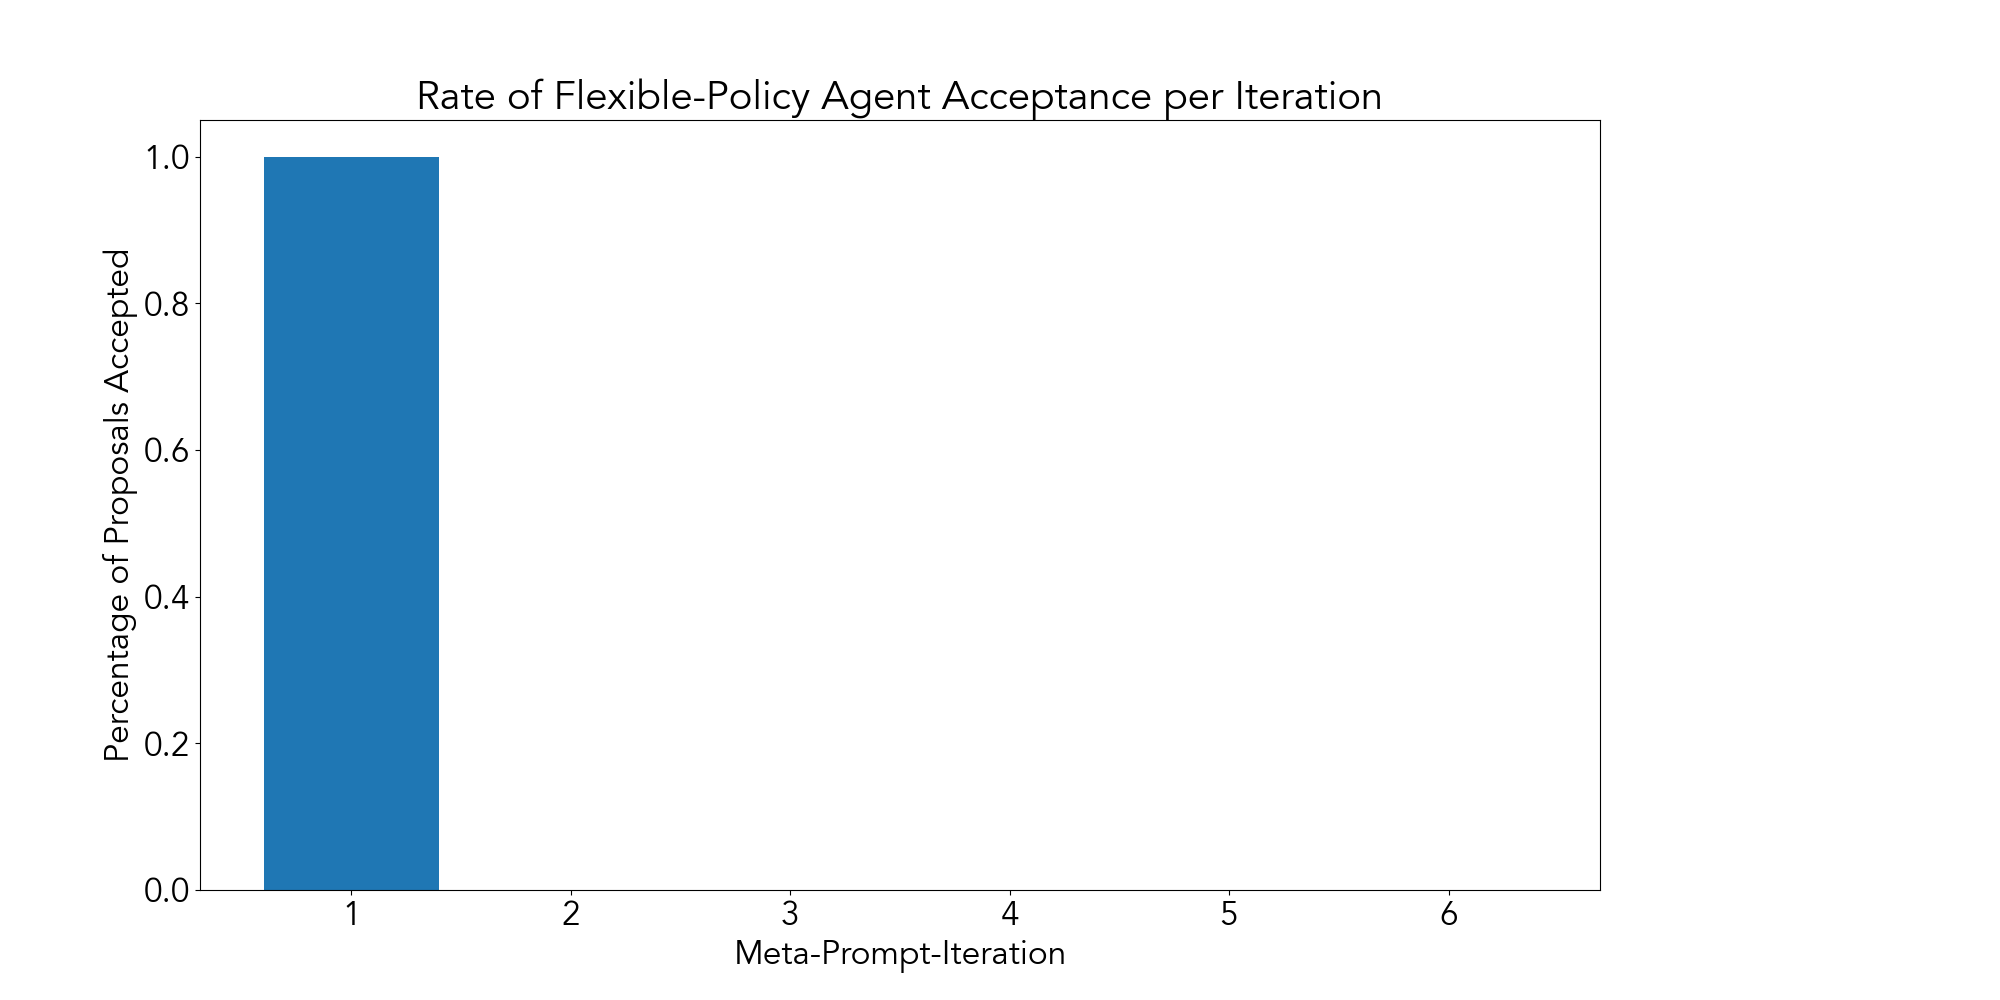 Rate of Flexible-Policy Agent Acceptance per Iteration
Percentage of Proposals Accepted
1.0
0.8
0.6
0.4
0.2
0.0
1 2 3 4 5 6
Meta-Prompt-Iteration